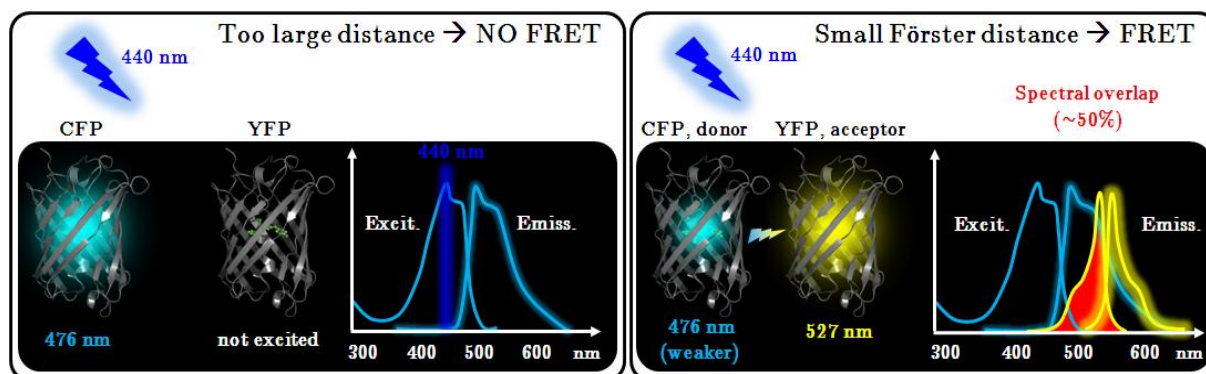 Too large distance → NO FRET
440 nm
CFP
YFP
440 nm
Excit.
Emiss.
476 nm
not excited
300 400 500 600 nm
Small Förster distance → FRET
440 nm
Spectral overlap
(~50%)
CFP, donor
YFP, acceptor
Excit.
Emiss.
476 nm
(weaker)
527 nm
300 400 500 600 nm